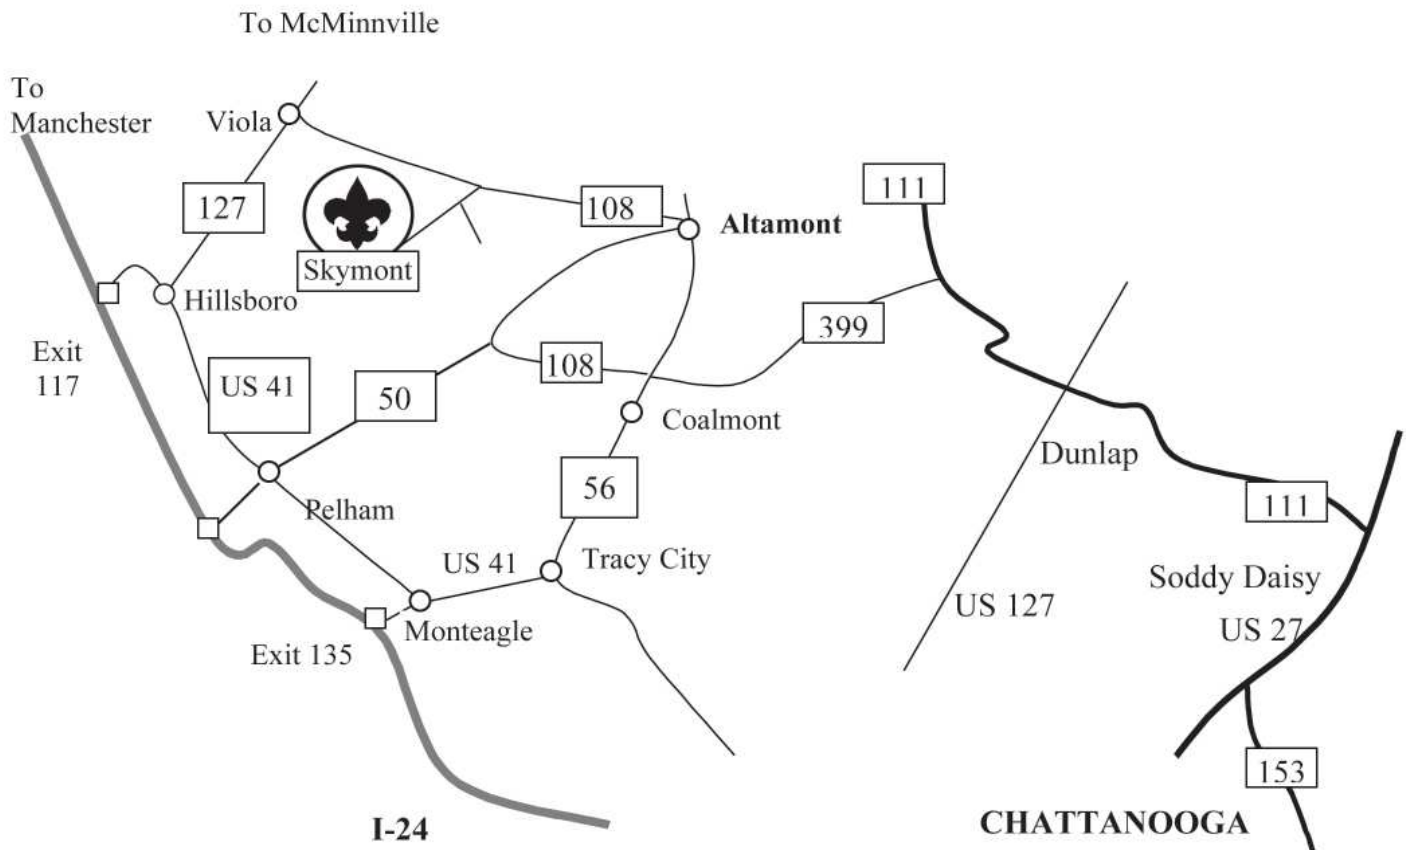 To McMinnville
To
Manchester
Viola
111
127
108
Altamont
Skymont
Hillsboro
399
Exit
117
US 41
108
50
Coalmont
Dunlap
56
111
Pelham
US 41
Tracy City
Soddy Daisy
US 127
Monteagle
US 27
Exit 135
153
I-24
CHATTANOOGA